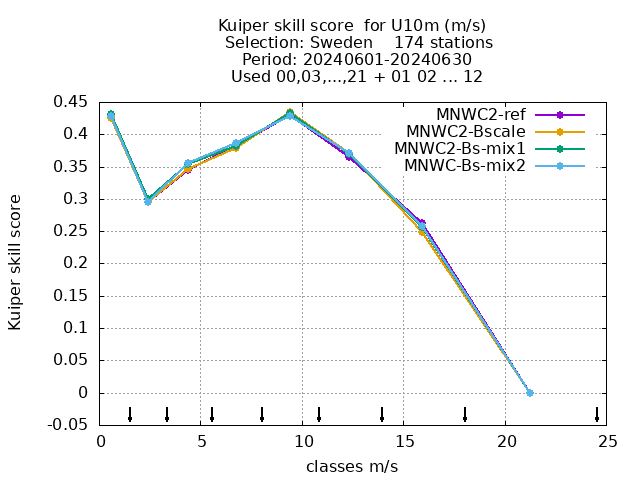 Kuiper skill score  for U10m (m/s)
Selection: Sweden    174 stations
Period: 20240601-20240630
Used 00,03,...,21 + 01 02 ... 12
MNWC2-ref
MNWC2-Bscale
MNWC2-Bs-mix1
MNWC-Bs-mix2
0.45
0.4
0.35
0.3
0.25
0.2
0.15
0.1
0.05
0
-0.05
0 5 10 15 20 25
Kuiper skill score
classes m/s